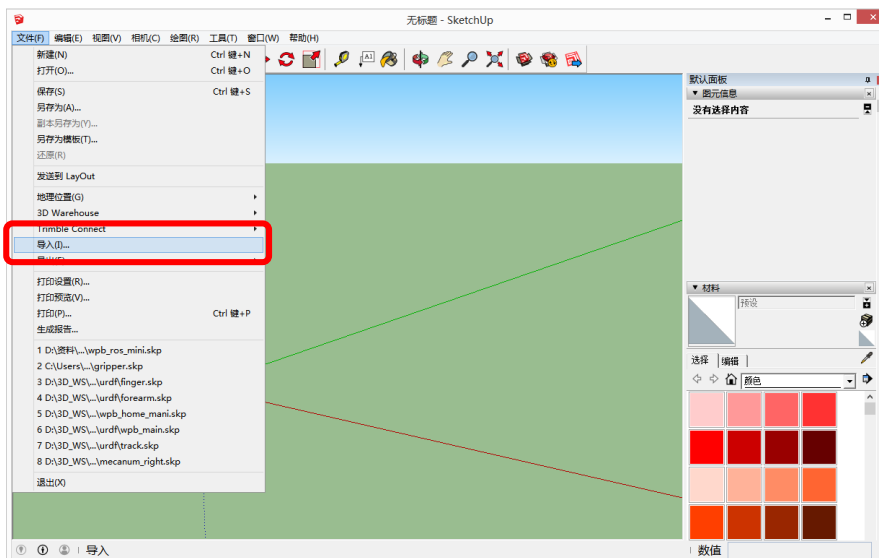 无标题 - SketchUp
文件(F) 编辑(E) 视图(V) 相机(C) 绘图(R) 工具(T) 窗口(W) 帮助(H)
新建(N) Ctrl 键+N
打开(O)... Ctrl 键+O
保存(S) Ctrl 键+S
另存为(A)...
副本另存为(Y)...
另存为模板(T)...
还原(R)
发送到 LayOut
地理位置(G)
3D Warehouse
Trimble Connect
导入(I)...
导出(E)
打印设置(R)...
打印预览(V)...
打印(P)... Ctrl 键+P
生成报告...
1 D:\资料\...\wpb_ros_mini.skp
2 C:\Users\...\gripper.skp
3 D:\3D_WS\...\urdf\finger.skp
4 D:\3D_WS\...\urdf\forearm.skp
5 D:\3D_WS\...\wpb_home_mani.skp
6 D:\3D_WS\...\urdf\wpb_main.skp
7 D:\3D_WS\...\urdf\track.skp
8 D:\3D_WS\...\mecanum_right.skp
退出(X)
A1
默认面板
图元信息
没有选择内容
材料
预设
选择 编辑
颜色
导入
数值